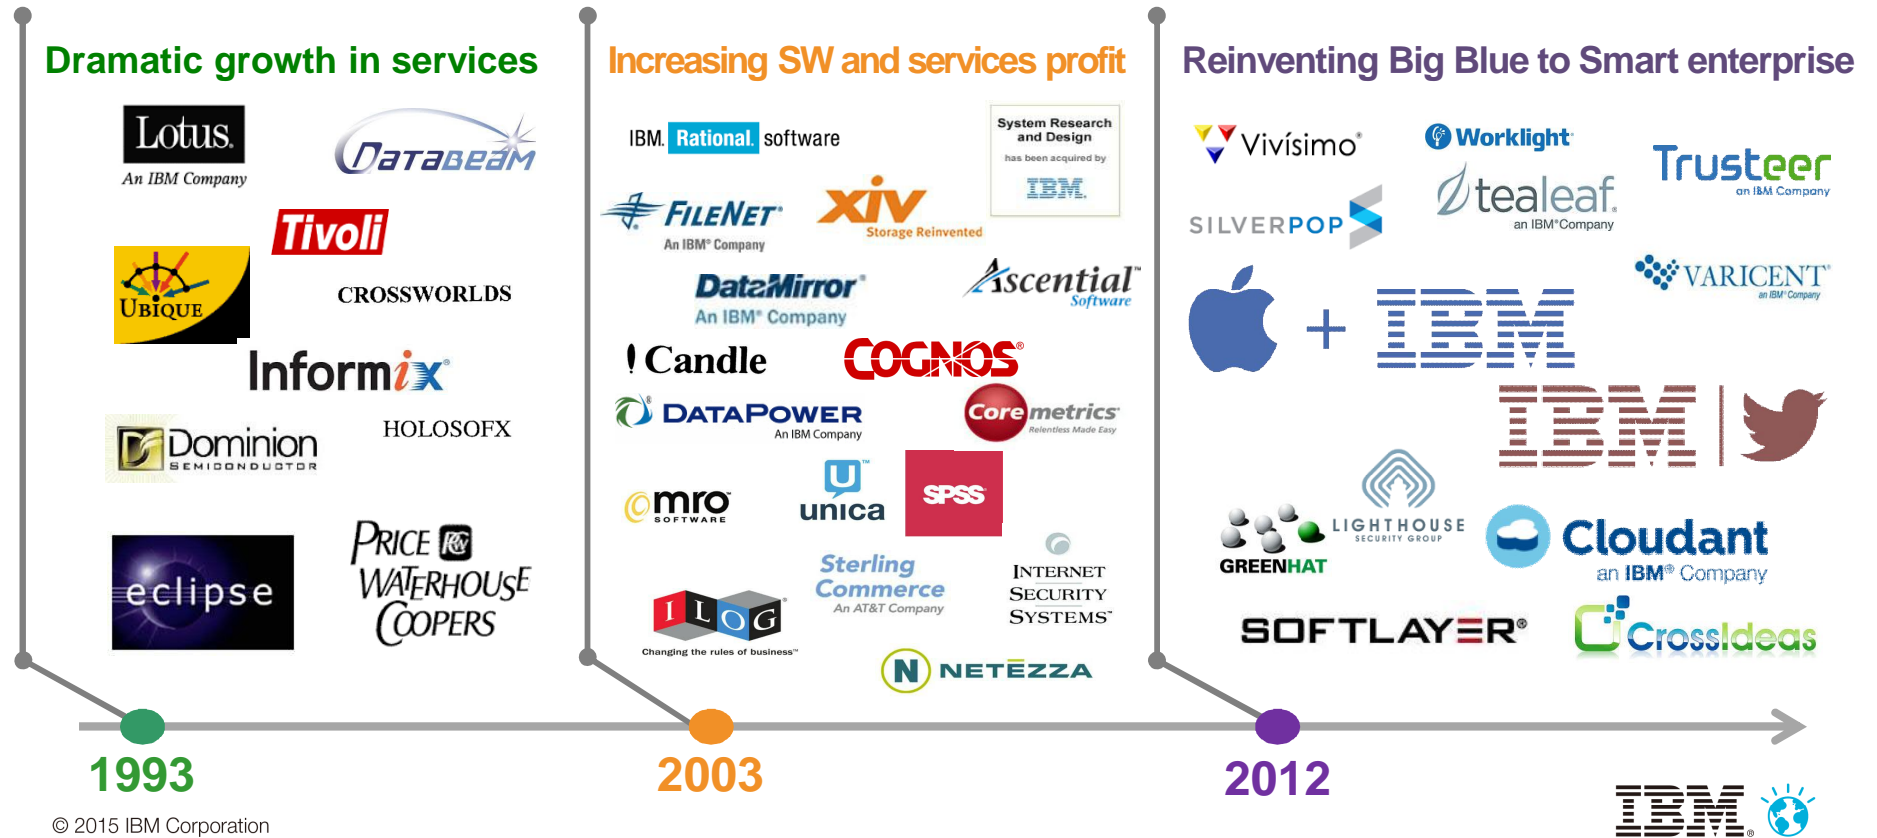 Dramatic growth in services
Lotus.
An IBM Company
DATABEAM
Tivoli
UBIQUE
CROSSWORLDS
Informix®
Dominion
SEMICONDUCTOR
HOLOSOFX
eclipse
PRICE PW
WATERHOUSE
COOPERS
Increasing SW and services profit
IBM. Rational. software
System Research
and Design
has been acquired by
IBM.
FILENET®
An IBM® Company
XIV
Storage Reinvented
DataMirror®
An IBM® Company
Ascential™
Software
Candle
COGNOS®
DATAPOWER®
An IBM Company
Coremetrics
Relentless Made Easy
mro™
SOFTWARE
U™
unica
SPSS
Sterling
Commerce
An AT&T Company
INTERNET
SECURITY
SYSTEMS™
ILOG®
Changing the rules of business™
N NETEZZA
Reinventing Big Blue to Smart enterprise
Vivísimo®
Worklight
Trusteer
an IBM Company
SILVERPOP
tealeaf
an IBM® Company
VARICENT®
an IBM® Company
+ IBM
IBM |
LIGHTHOUSE
SECURITY GROUP
GREENHAT
Cloudant
an IBM® Company
SOFTLAYER®
CrossIdeas
1993
2003
2012
© 2015 IBM Corporation
IBM®